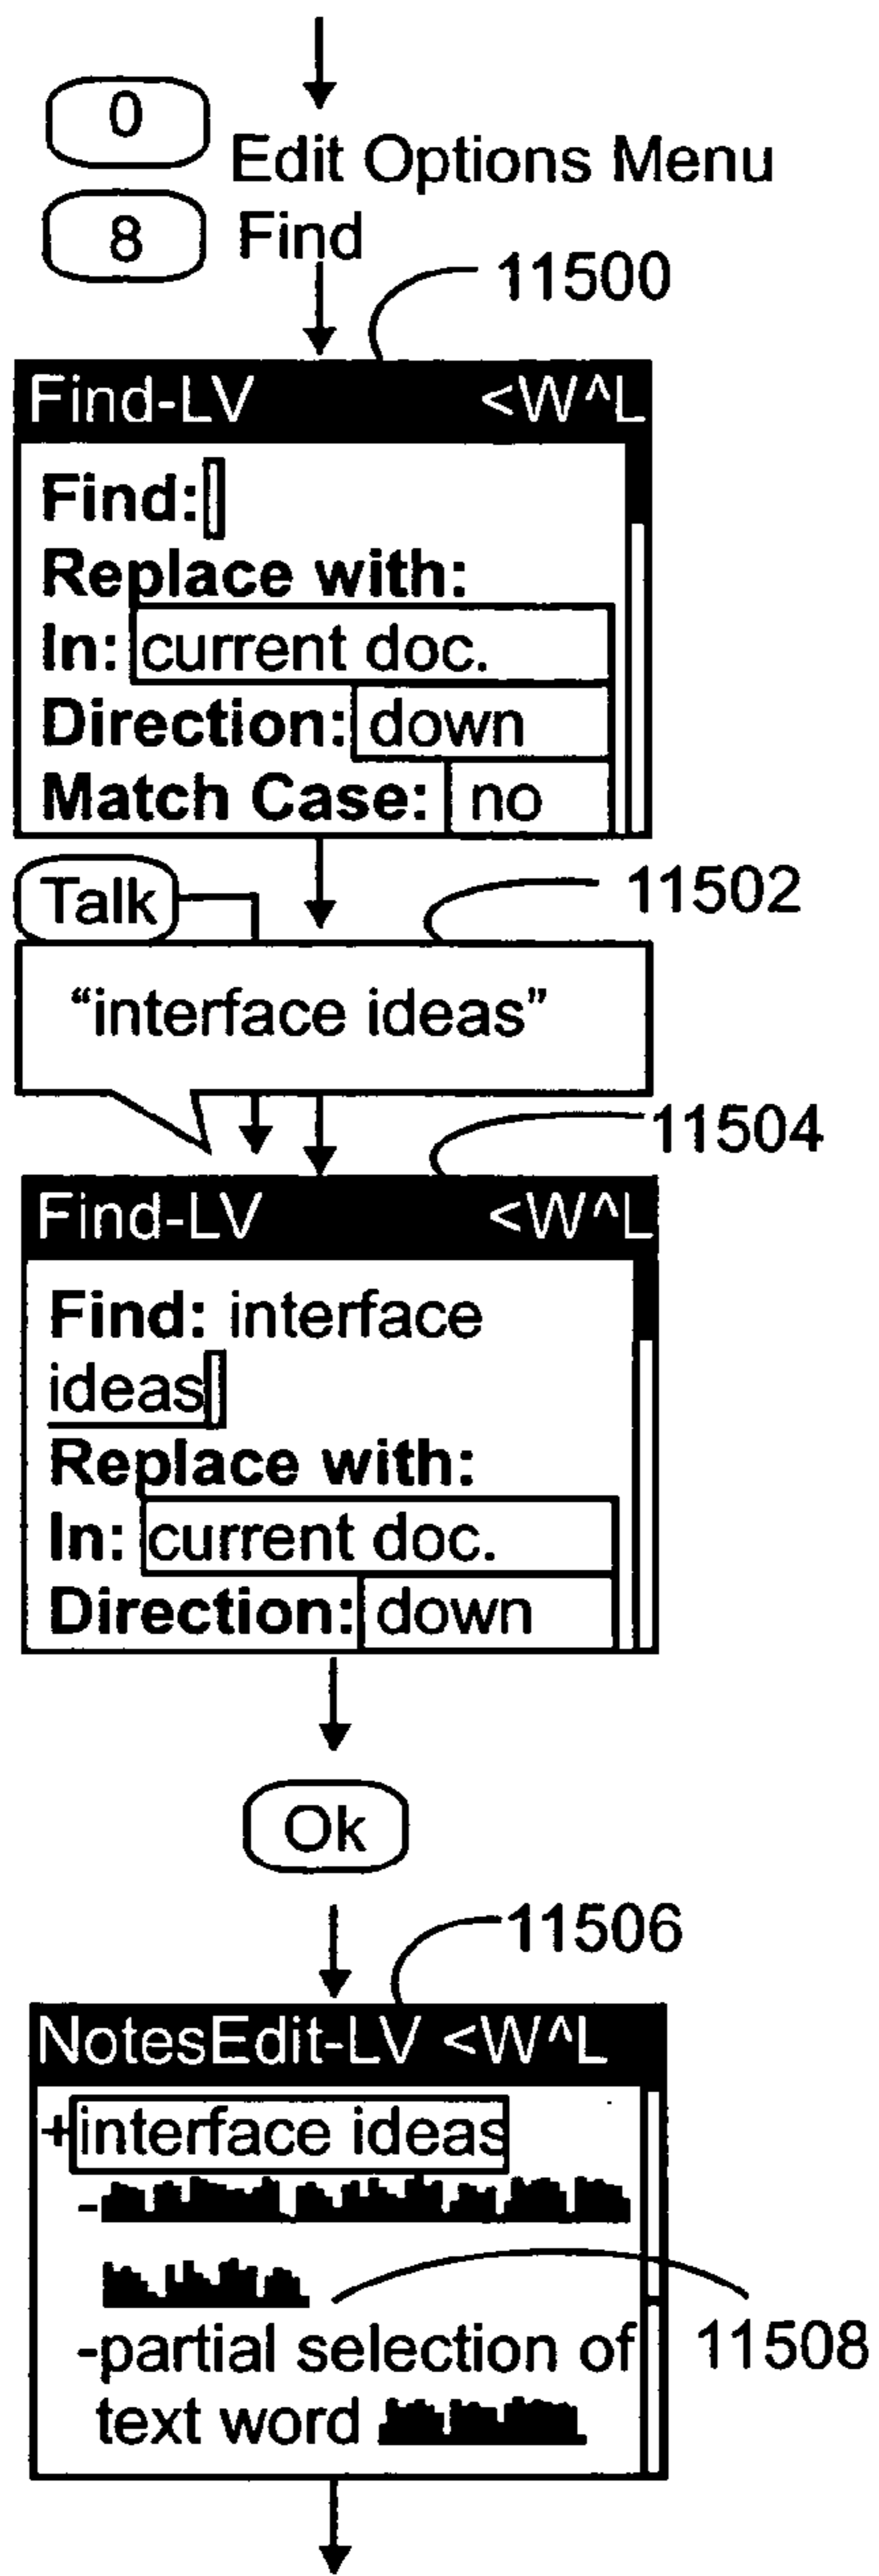 0
Edit Options Menu
8 Find
11500
Find-LV <W^L
Find:
Replace with:
In: current doc.
Direction: down
Match Case: no
Talk
11502
“interface ideas”
11504
Find-LV <W^L
Find: interface
ideas
Replace with:
In: current doc.
Direction: down
Ok
11506
NotesEdit-LV <W^L
+interface ideas
-
-partial selection of
text word
11508